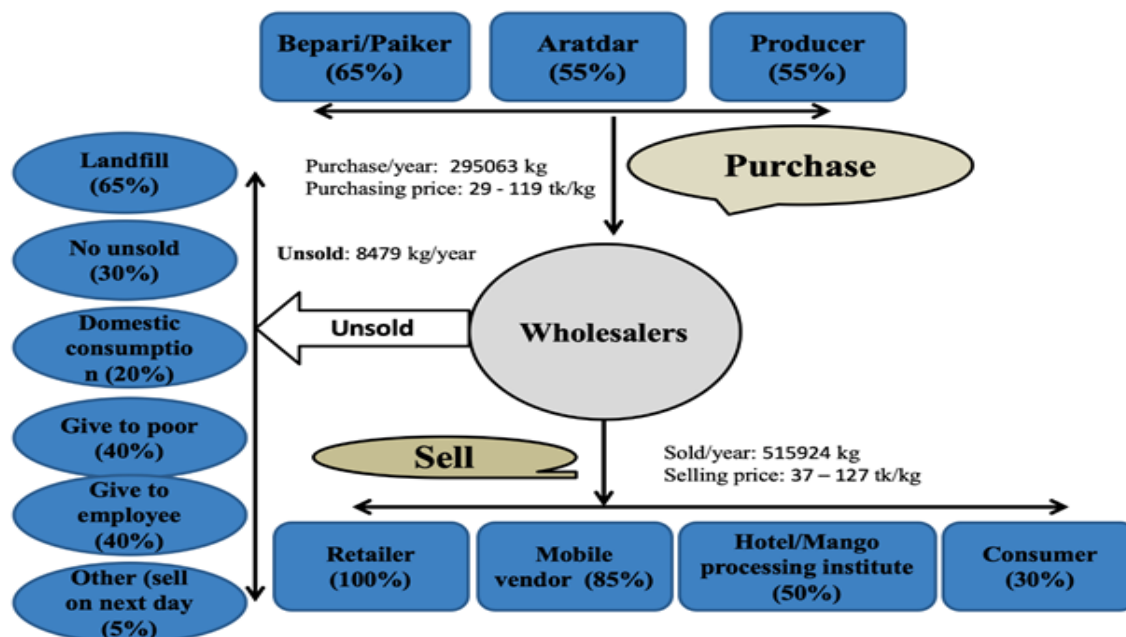 Bepari/Paiker
(65%)
Aratdar
(55%)
Producer
(55%)
Purchase/year: 295063 kg
Purchasing price: 29 - 119 tk/kg
Purchase
Landfill
(65%)
No unsold
(30%)
Domestic
consumptio
n (20%)
Give to poor
(40%)
Give to
employee
(40%)
Other (sell
on next day
(5%)
Unsold: 8479 kg/year
Unsold
Wholesalers
Sell
Sold/year: 515924 kg
Selling price: 37 – 127 tk/kg
Retailer
(100%)
Mobile
vendor (85%)
Hotel/Mango
processing institute
(50%)
Consumer
(30%)